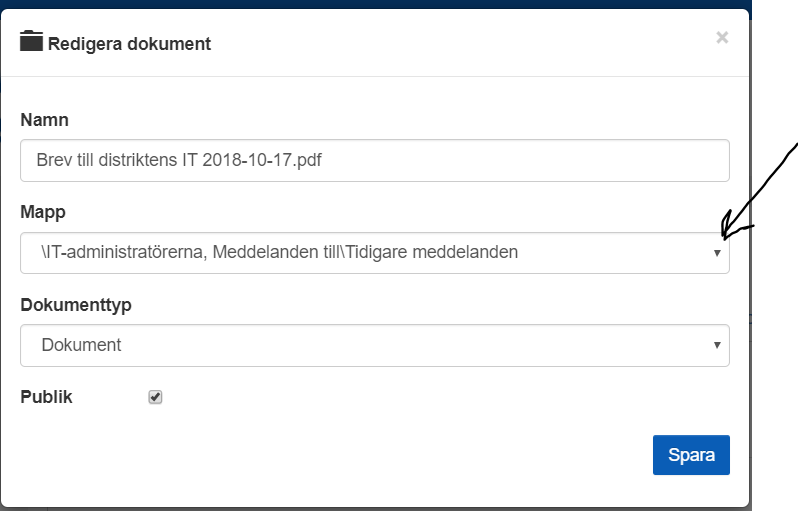 Redigera dokument
×
Namn
Brev till distriktens IT 2018-10-17.pdf
Mapp
\IT-administratörerna, Meddelanden till\Tidigare meddelanden
Dokumenttyp
Dokument
Publik
Spara